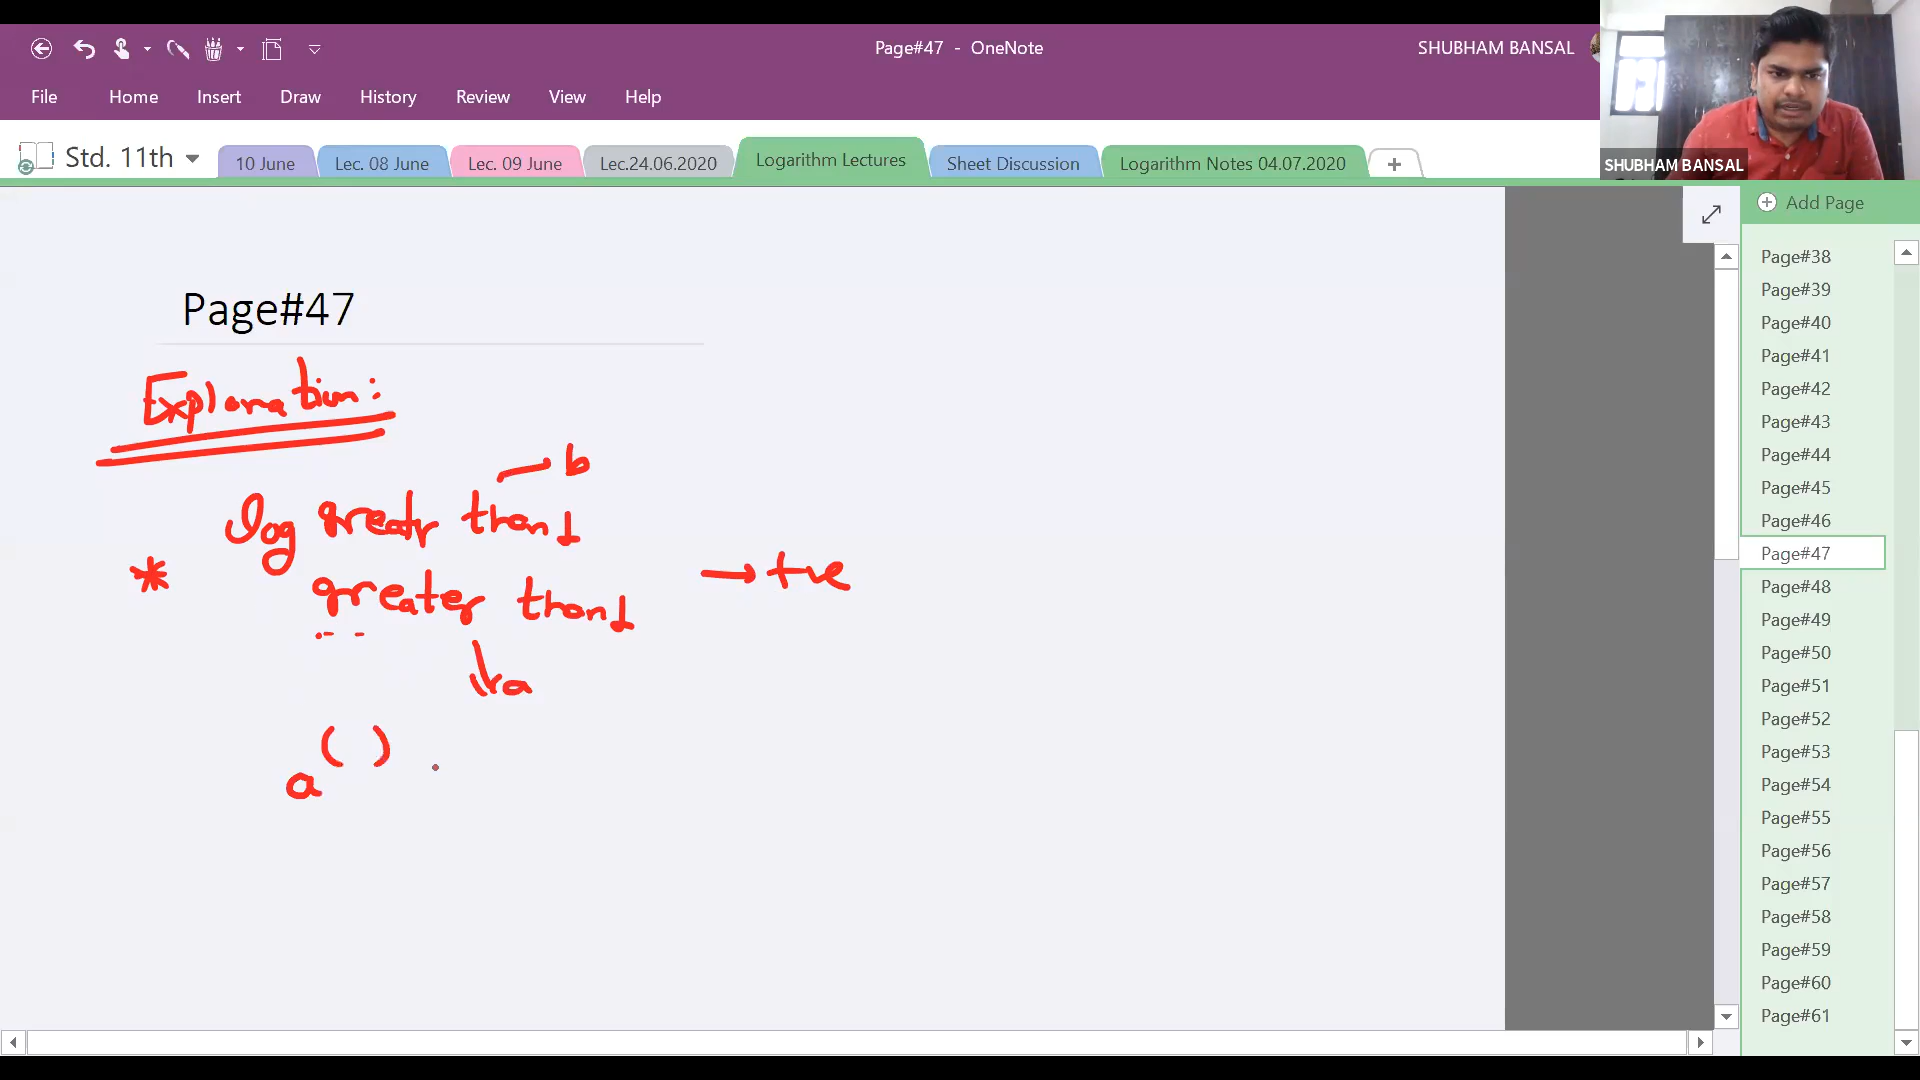 Page#47 - OneNote
SHUBHAM BANSAL
File Home Insert Draw History Review View Help
SHUBHAM BANSAL
Std. 11th
10 June
Lec. 08 June
Lec. 09 June
Lec.24.06.2020
Logarithm Lectures
Sheet Discussion
Logarithm Notes 04.07.2020
+
Add Page
Page#47
Explanation:
b
log greater than 1
* greater than 1 → +ve
a
a^( )
Page#38
Page#39
Page#40
Page#41
Page#42
Page#43
Page#44
Page#45
Page#46
Page#47
Page#48
Page#49
Page#50
Page#51
Page#52
Page#53
Page#54
Page#55
Page#56
Page#57
Page#58
Page#59
Page#60
Page#61